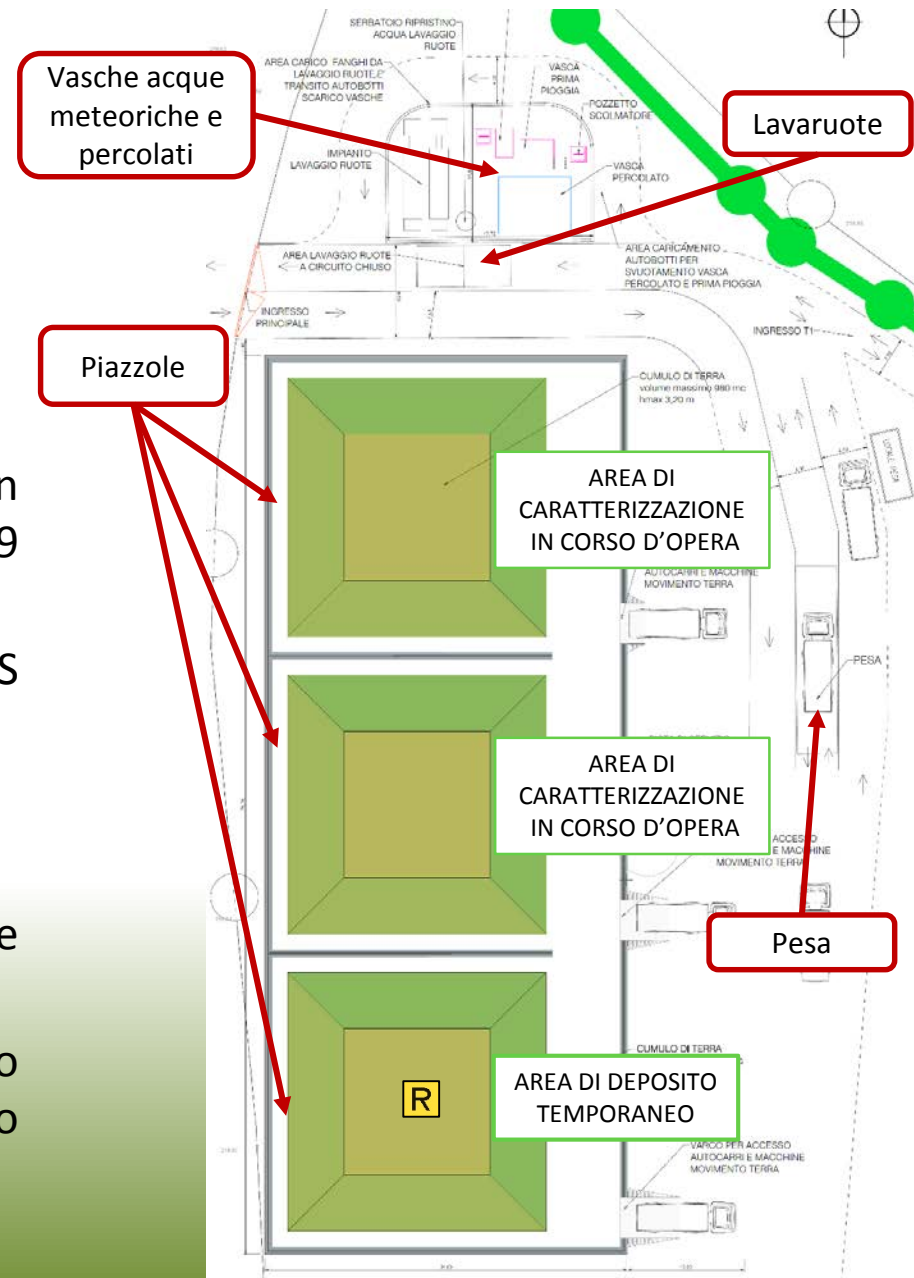 SERBATOIO RIPRISTINO
ACQUA LAVAGGIO
RUOTE
Vasche acque
meteoriche e
percolati
AREA CARICO FANGHI DA
LAVAGGIO RUOTE E
TRANSITO AUTOBOTTI
SCARICO VASCHE
VASCA
PRIMA
PIOGGIA
POZZETTO
SCOLMATORE
Lavaruote
IMPIANTO
LAVAGGIO RUOTE
VASCA
PERCOLATO
AREA LAVAGGIO RUOTE
A CIRCUITO CHIUSO
AREA CARICAMENTO
AUTOBOTTI PER
SVUOTAMENTO VASCA
PERCOLATO E PRIMA PIOGGIA
INGRESSO
PRINCIPALE
INGRESSO T1
Piazzole
CUMULO DI TERRA
volume massimo 980 mc
hmax 3,20 m
n
9
S
AREA DI
CARATTERIZZAZIONE
IN CORSO D'OPERA
AUTOCARRI E MACCHINE
MOVIMENTO TERRA
PESA
AREA DI
CARATTERIZZAZIONE
IN CORSO D'OPERA
ACCESSO
E MACCHINE
MOVIMENTO TERRA
Pesa
e
o
o
CUMULO DI TERRA
R
AREA DI DEPOSITO
TEMPORANEO
VARCO PER ACCESSO
AUTOCARRI E MACCHINE
MOVIMENTO TERRA